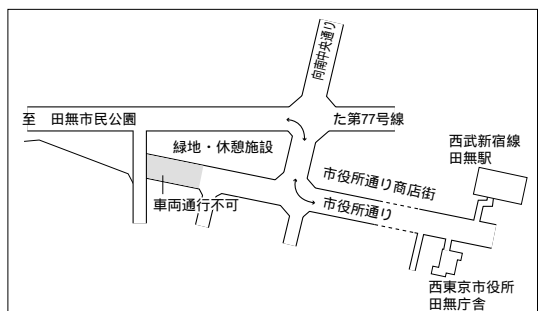 向南中央通り
至 田無市民公園
た第77号線
緑地・休憩施設
西武新宿線
田無駅
市役所通り商店街
車両通行不可
市役所通り
西東京市役所
田無庁舎